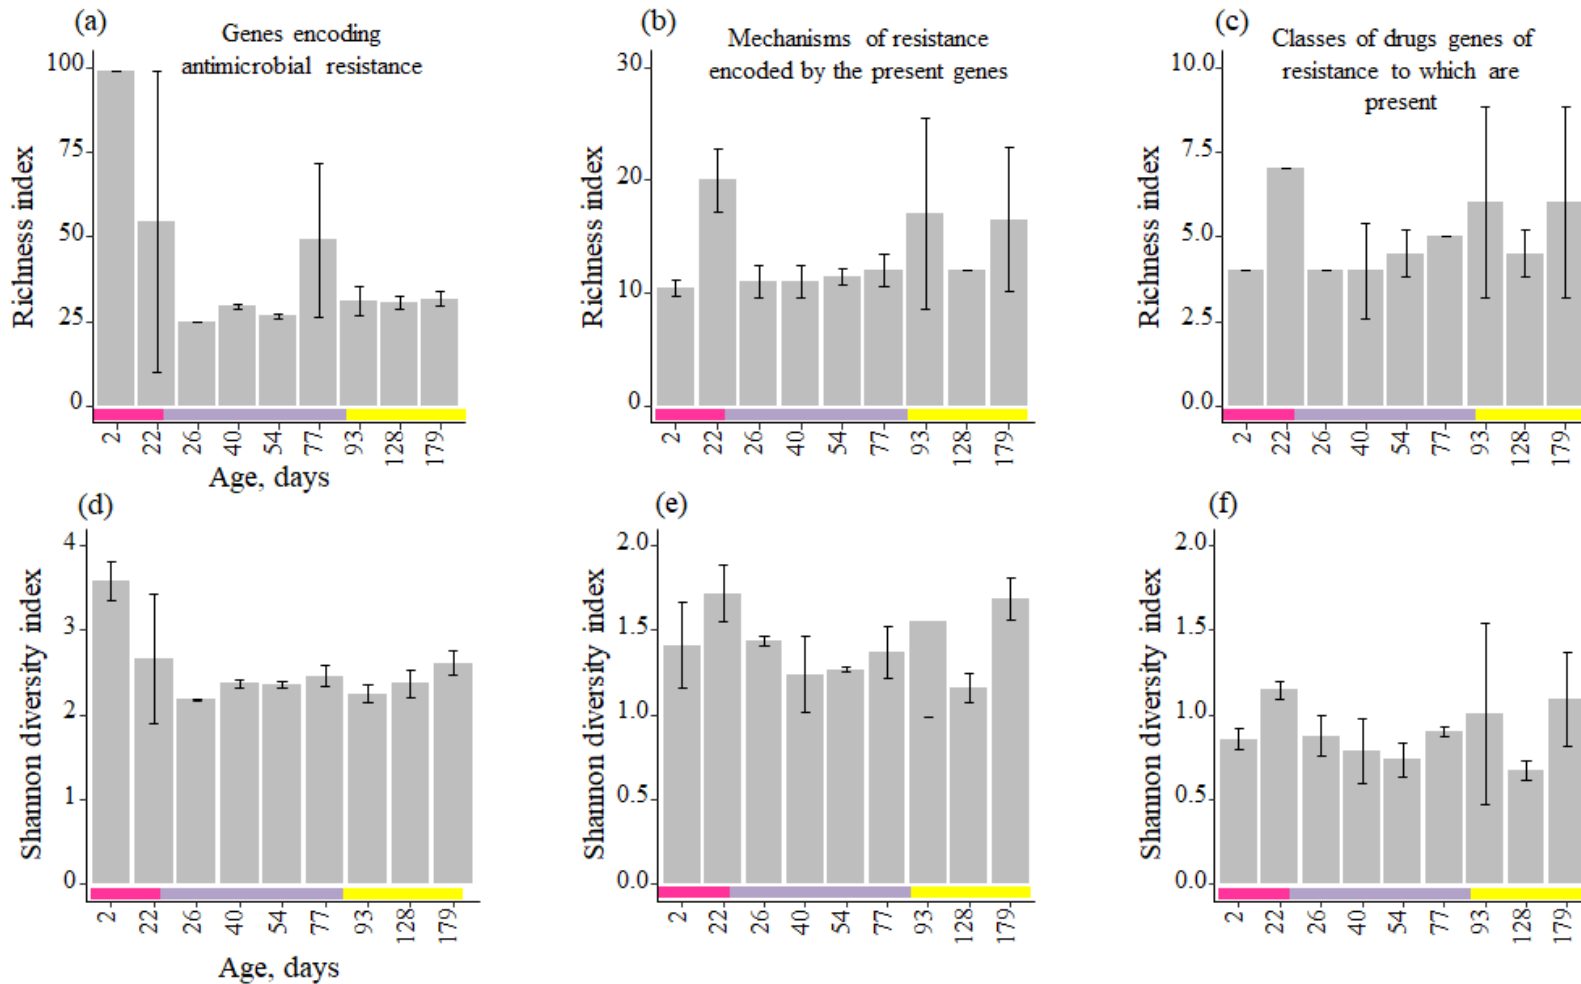 (a)
Genes encoding
antimicrobial resistance
100
75
50
25
0
Richness index
2 22 26 40 54 77 93 128 179
Age, days
(b)
Mechanisms of resistance
encoded by the present genes
30
20
10
0
Richness index
2 22 26 40 54 77 93 128 179
(c)
Classes of drugs genes of
resistance to which are
present
10.0
7.5
5.0
2.5
0.0
Richness index
2 22 26 40 54 77 93 128 179
(d)
4
3
2
1
0
Shannon diversity index
2 22 26 40 54 77 93 128 179
Age, days
(e)
2.0
1.5
1.0
0.5
0.0
Shannon diversity index
2 22 26 40 54 77 93 128 179
(f)
2.0
1.5
1.0
0.5
0.0
Shannon diversity index
2 22 26 40 54 77 93 128 179